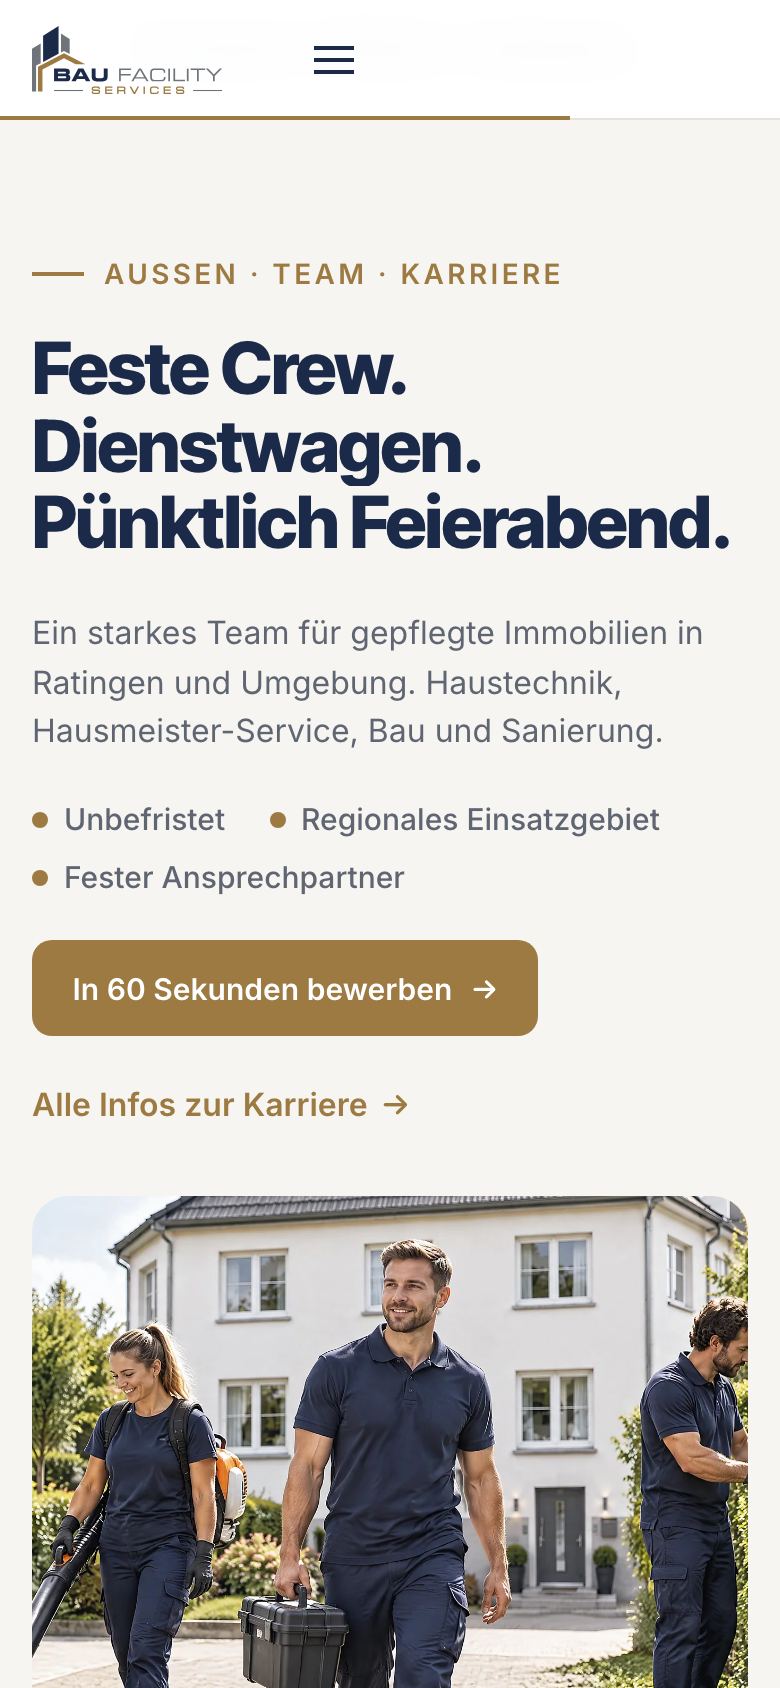 BAU FACILITY
SERVICES
AUSSEN · TEAM · KARRIERE
Feste Crew.
Dienstwagen.
Pünktlich Feierabend.
Ein starkes Team für gepflegte Immobilien in
Ratingen und Umgebung. Haustechnik,
Hausmeister-Service, Bau und Sanierung.
Unbefristet
Regionales Einsatzgebiet
Fester Ansprechpartner
In 60 Sekunden bewerben →
Alle Infos zur Karriere →